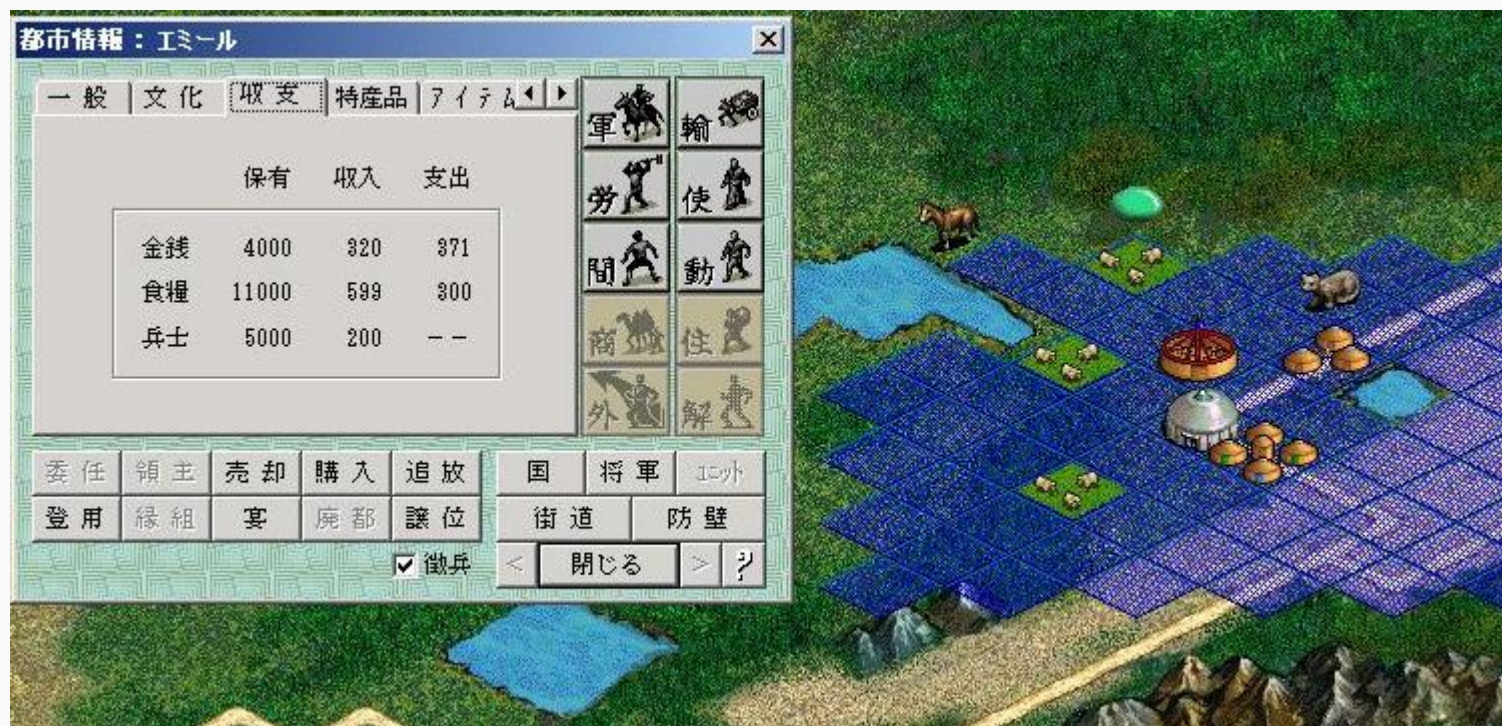 都市情報：エミール
一般 文化 収支 特産品 アイテム
保有 収入 支出
金銭 4000 320 371
食糧 11000 599 300
兵士 5000 200 --
軍 輸
労 使
間 動
商 住
外 解
委任 領主 売却 購入 追放 国 将軍 ユニット
登用 縁組 宴 廃都 譲位 街道 防壁
徴兵 < 閉じる > ?